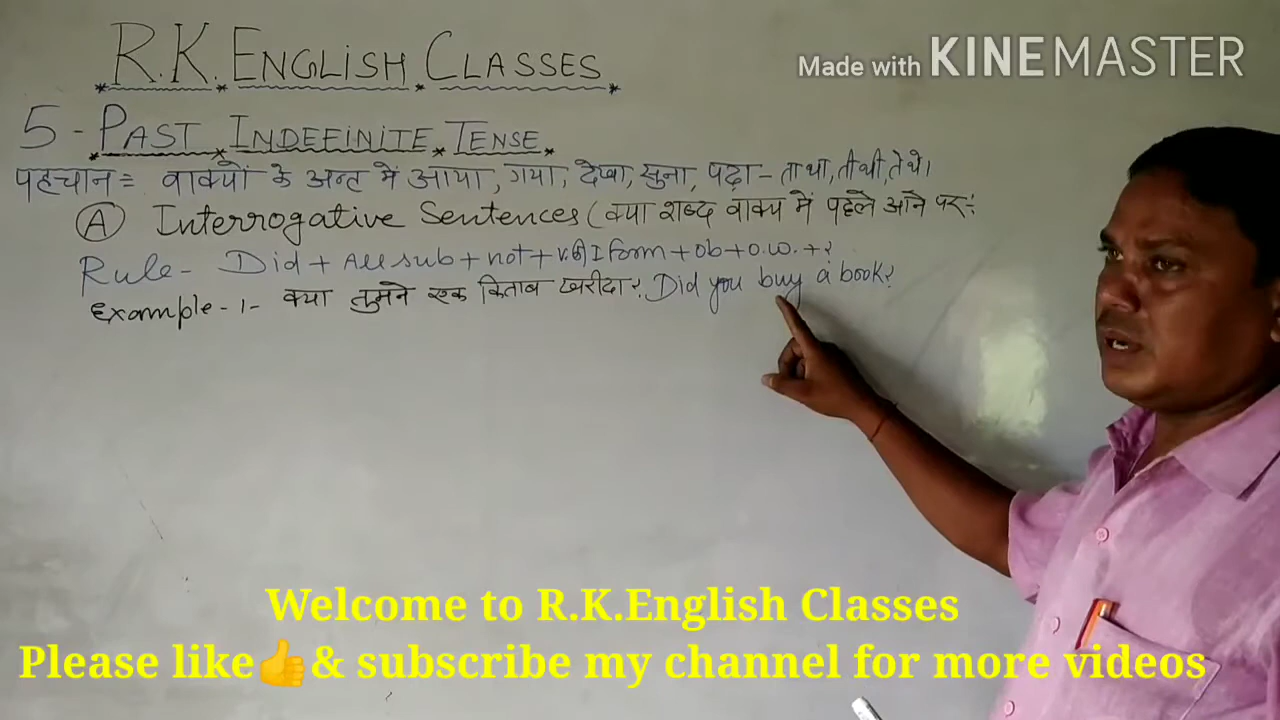 R.K. ENGLISH CLASSES
Made with KINEMASTER
5 - PAST INDEFINITE TENSE
पहचान = वाक्यों के अन्त में आया, गया, देखा, सुना, पढ़ा - ता था, ती थी, ते थे।
(A) Interrogative Sentences (क्या शब्द वाक्य में पहले आने पर :-
Rule - Did + All sub + not + v. की I form + ob + o.w. + ?
Example - 1 - क्या तुमने एक किताब खरीदा? Did you buy a book?
Welcome to R.K.English Classes
Please like👍& subscribe my channel for more videos